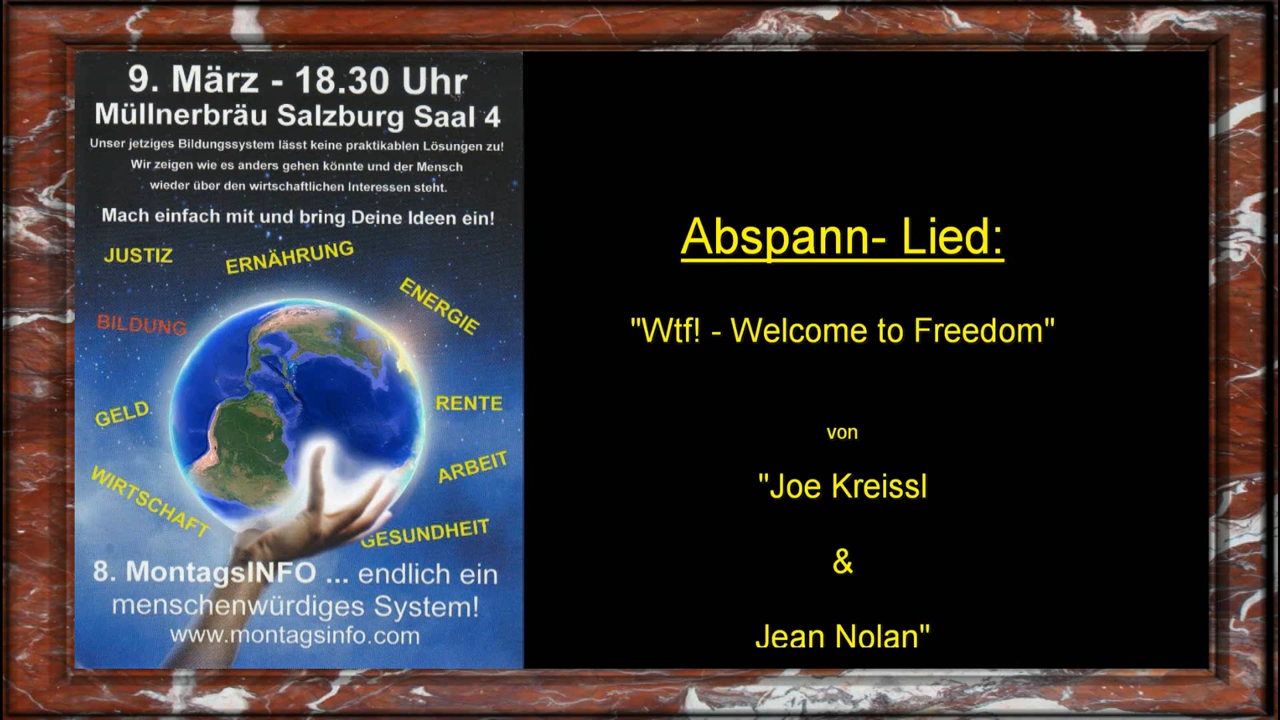 9. März - 18.30 Uhr
Müllnerbräu Salzburg Saal 4
Unser jetziges Bildungssystem lässt keine praktikablen Lösungen zu!
Wir zeigen wie es anders gehen könnte und der Mensch
wieder über den wirtschaftlichen Interessen steht.
Mach einfach mit und bring Deine Ideen ein!
JUSTIZ
ERNÄHRUNG
ENERGIE
BILDUNG
GELD
RENTE
WIRTSCHAFT
ARBEIT
GESUNDHEIT
8. MontagsINFO ... endlich ein
menschenwürdiges System!
www.montagsinfo.com
Abspann- Lied:
"Wtf! - Welcome to Freedom"
von
"Joe Kreissl
&
Jean Nolan"